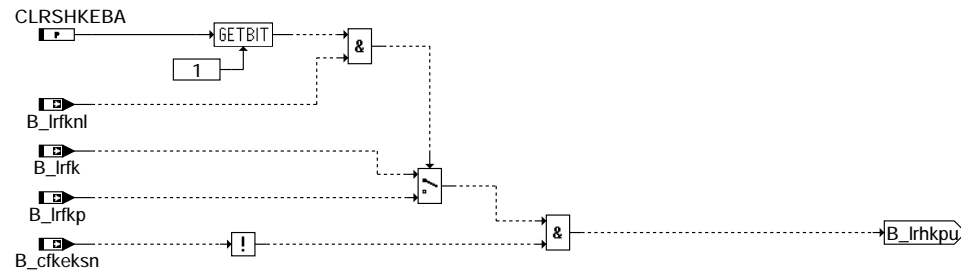 CLRSHKEBA
P
GETBIT
&
1
B_lrfknl
B_lrfk
B_lrfkp
&
B_lrhkpu
!
B_cfkeksn